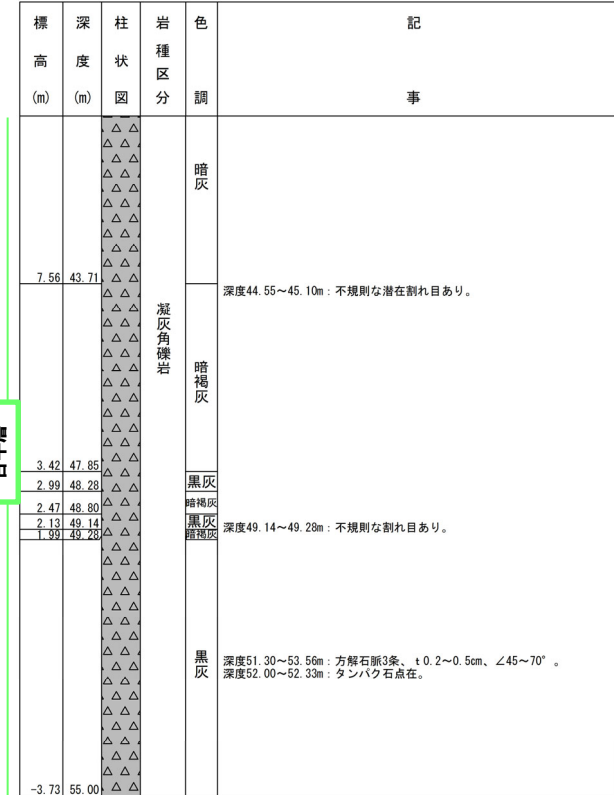 標高(m) 深度(m) 柱状図 岩種区分 色調 記事
暗灰
7.56 43.71
深度44.55～45.10m：不規則な潜在割れ目あり。
凝灰角礫岩
暗褐灰
3.42 47.85
黒灰
2.99 48.28
暗褐灰
2.47 48.80
黒灰
2.13 49.14
深度49.14～49.28m：不規則な割れ目あり。
暗褐灰
1.99 49.28
黒灰
深度51.30～53.56m：方解石脈3条、ｔ0.2～0.5㎝、∠45～70°。
深度52.00～52.33m：タンパク石点在。
-3.73 55.00